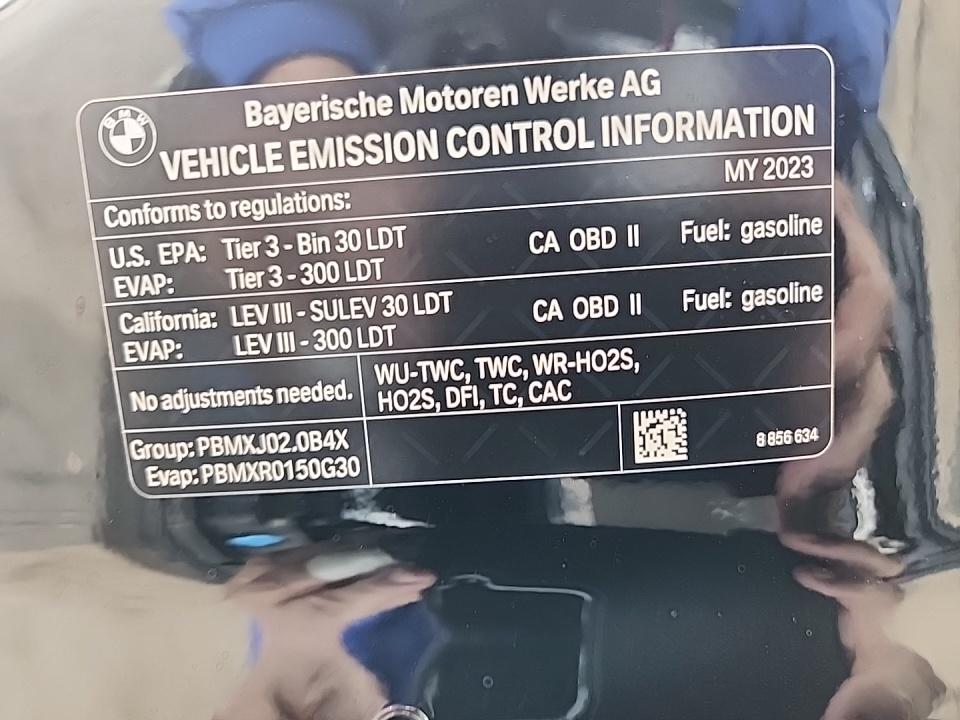 BMW
Bayerische Motoren Werke AG
VEHICLE EMISSION CONTROL INFORMATION
MY 2023
Conforms to regulations:
U.S. EPA: Tier 3 - Bin 30 LDT CA OBD II Fuel: gasoline
EVAP: Tier 3 - 300 LDT
California: LEV III - SULEV 30 LDT CA OBD II Fuel: gasoline
EVAP: LEV III - 300 LDT
No adjustments needed.
WU-TWC, TWC, WR-HO2S,
HO2S, DFI, TC, CAC
Group: PBMXJ02.0B4X
Evap: PBMXR0150G30
8 856 634